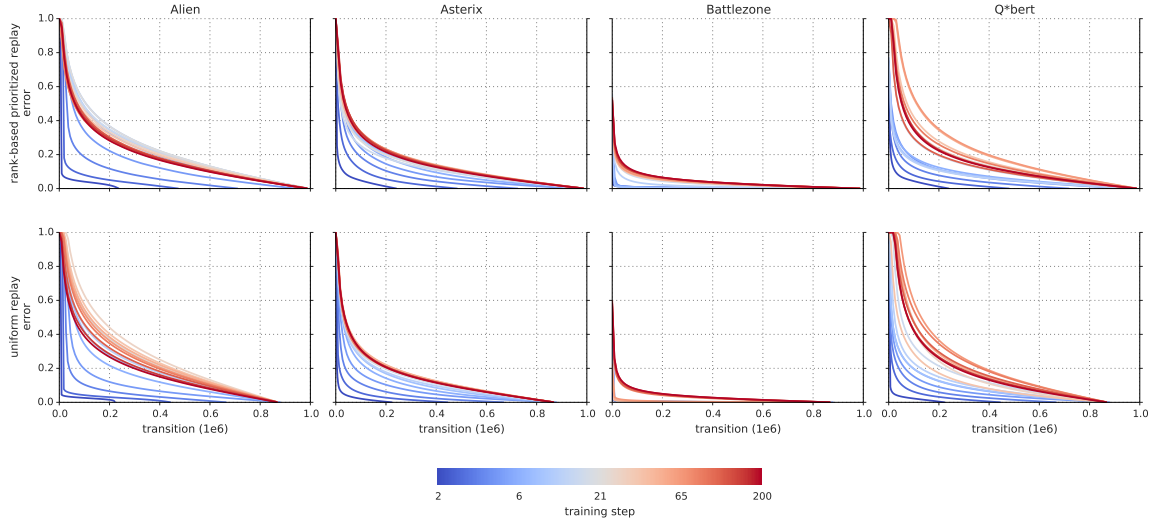 Alien Asterix Battlezone Q*bert
rank-based prioritized replay
error
1.0
0.8
0.6
0.4
0.2
0.0
uniform replay
error
1.0
0.8
0.6
0.4
0.2
0.0
0.0 0.2 0.4 0.6 0.8 1.0 0.0 0.2 0.4 0.6 0.8 1.0 0.0 0.2 0.4 0.6 0.8 1.0 0.0 0.2 0.4 0.6 0.8 1.0
transition (1e6) transition (1e6) transition (1e6) transition (1e6)
2 6 21 65 200
training step